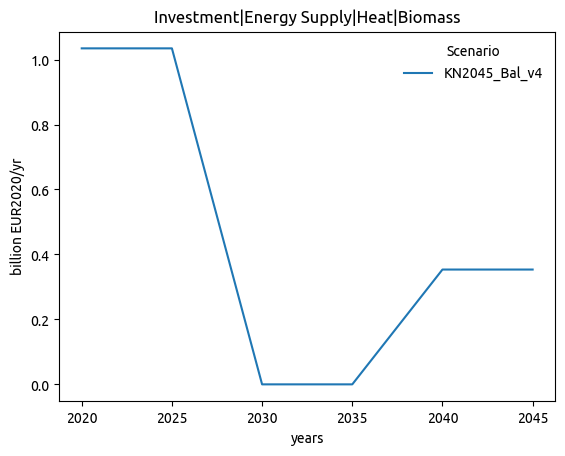 Investment|Energy Supply|Heat|Biomass
Scenario
KN2045_Bal_v4
billion EUR2020/yr
1.0
0.8
0.6
0.4
0.2
0.0
2020 2025 2030 2035 2040 2045
years